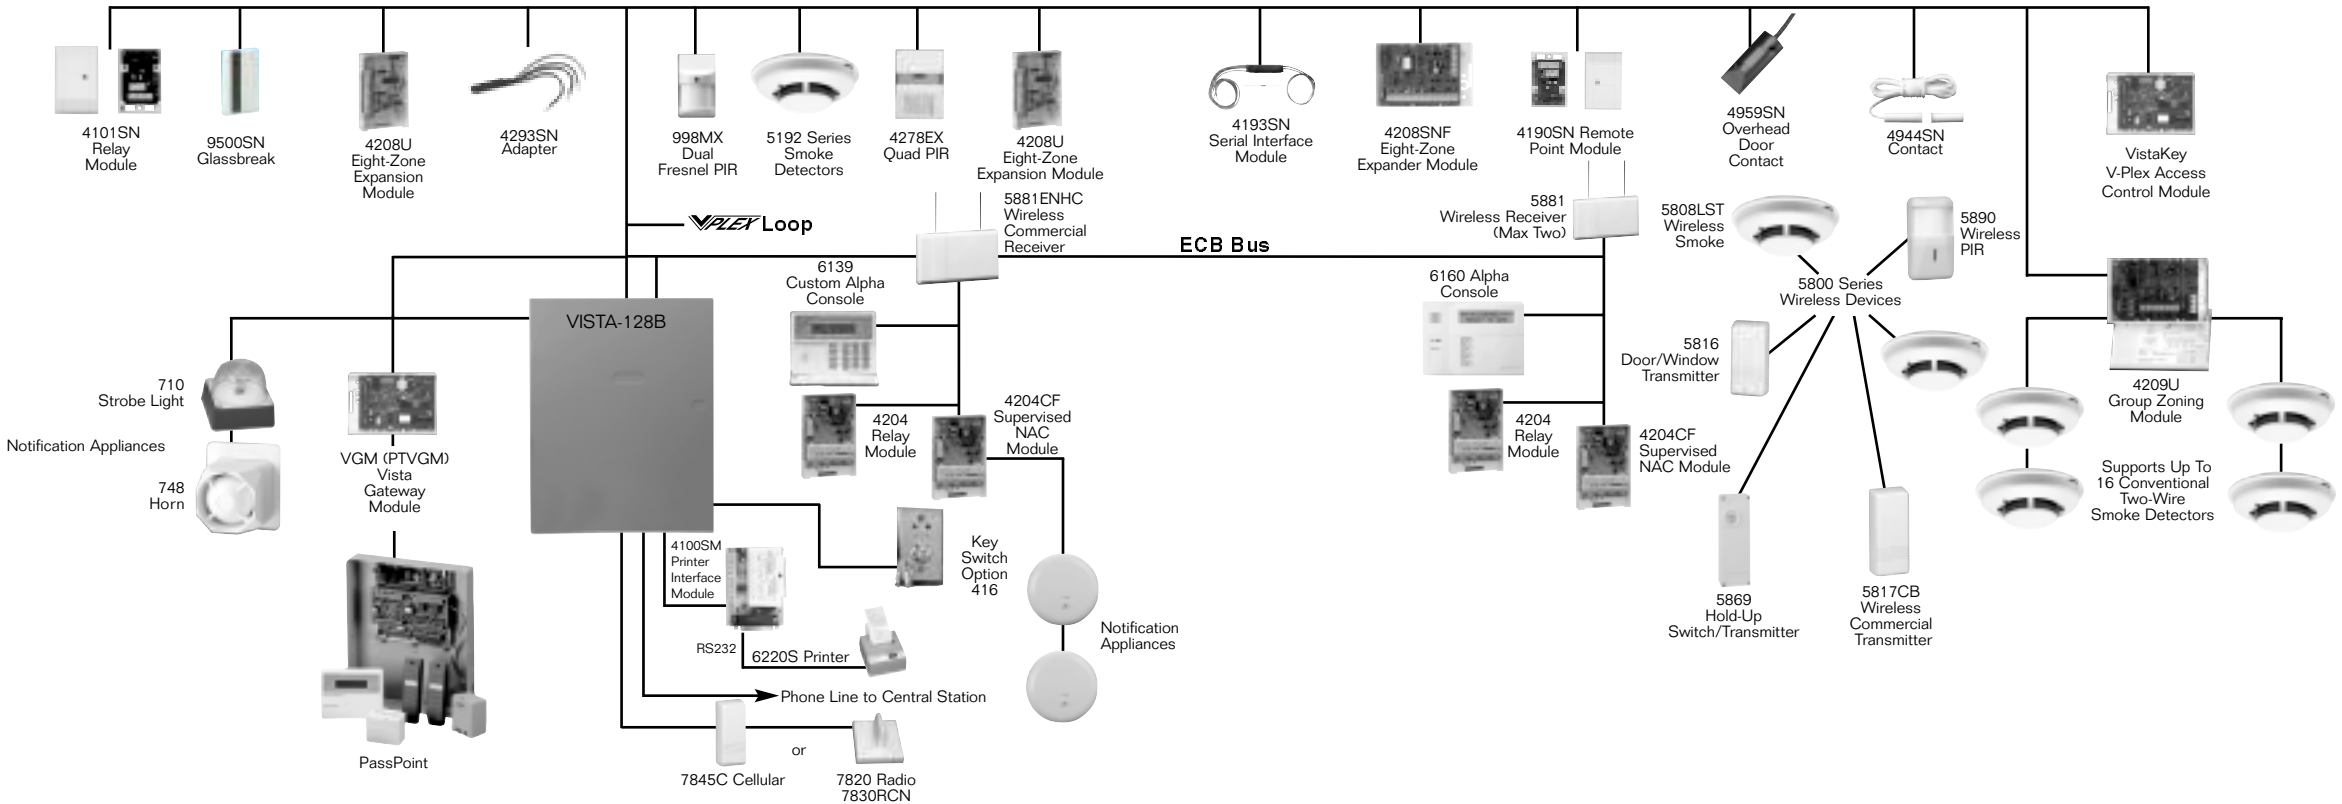 4101SN
Relay
Module
9500SN
Glassbreak
4208U
Eight-Zone
Expansion
Module
4293SN
Adapter
998MX
Dual
Fresnel PIR
5192 Series
Smoke
Detectors
4278EX
Quad PIR
4208U
Eight-Zone
Expansion Module
4193SN
Serial Interface
Module
4208SNF
Eight-Zone
Expander Module
4190SN Remote
Point Module
4959SN
Overhead
Door
Contact
4944SN
Contact
VistaKey
V-Plex Access
Control Module
VPLEX Loop
5881ENHC
Wireless
Commercial
Receiver
ECB Bus
5881
Wireless Receiver
(Max Two)
5808LST
Wireless
Smoke
5890
Wireless
PIR
5800 Series
Wireless Devices
6139
Custom Alpha
Console
6160 Alpha
Console
VISTA-128B
710
Strobe Light
Notification Appliances
748
Horn
VGM (PTVGM)
Vista
Gateway
Module
PassPoint
4204
Relay
Module
4204CF
Supervised
NAC
Module
4204
Relay
Module
4204CF
Supervised
NAC Module
5816
Door/Window
Transmitter
4209U
Group Zoning
Module
Supports Up To
16 Conventional
Two-Wire
Smoke Detectors
4100SM
Printer
Interface
Module
Key
Switch
Option
416
RS232
6220S Printer
Notification
Appliances
Phone Line to Central Station
or
7845C Cellular
7820 Radio
7830RCN
5869
Hold-Up
Switch/Transmitter
5817CB
Wireless
Commercial
Transmitter